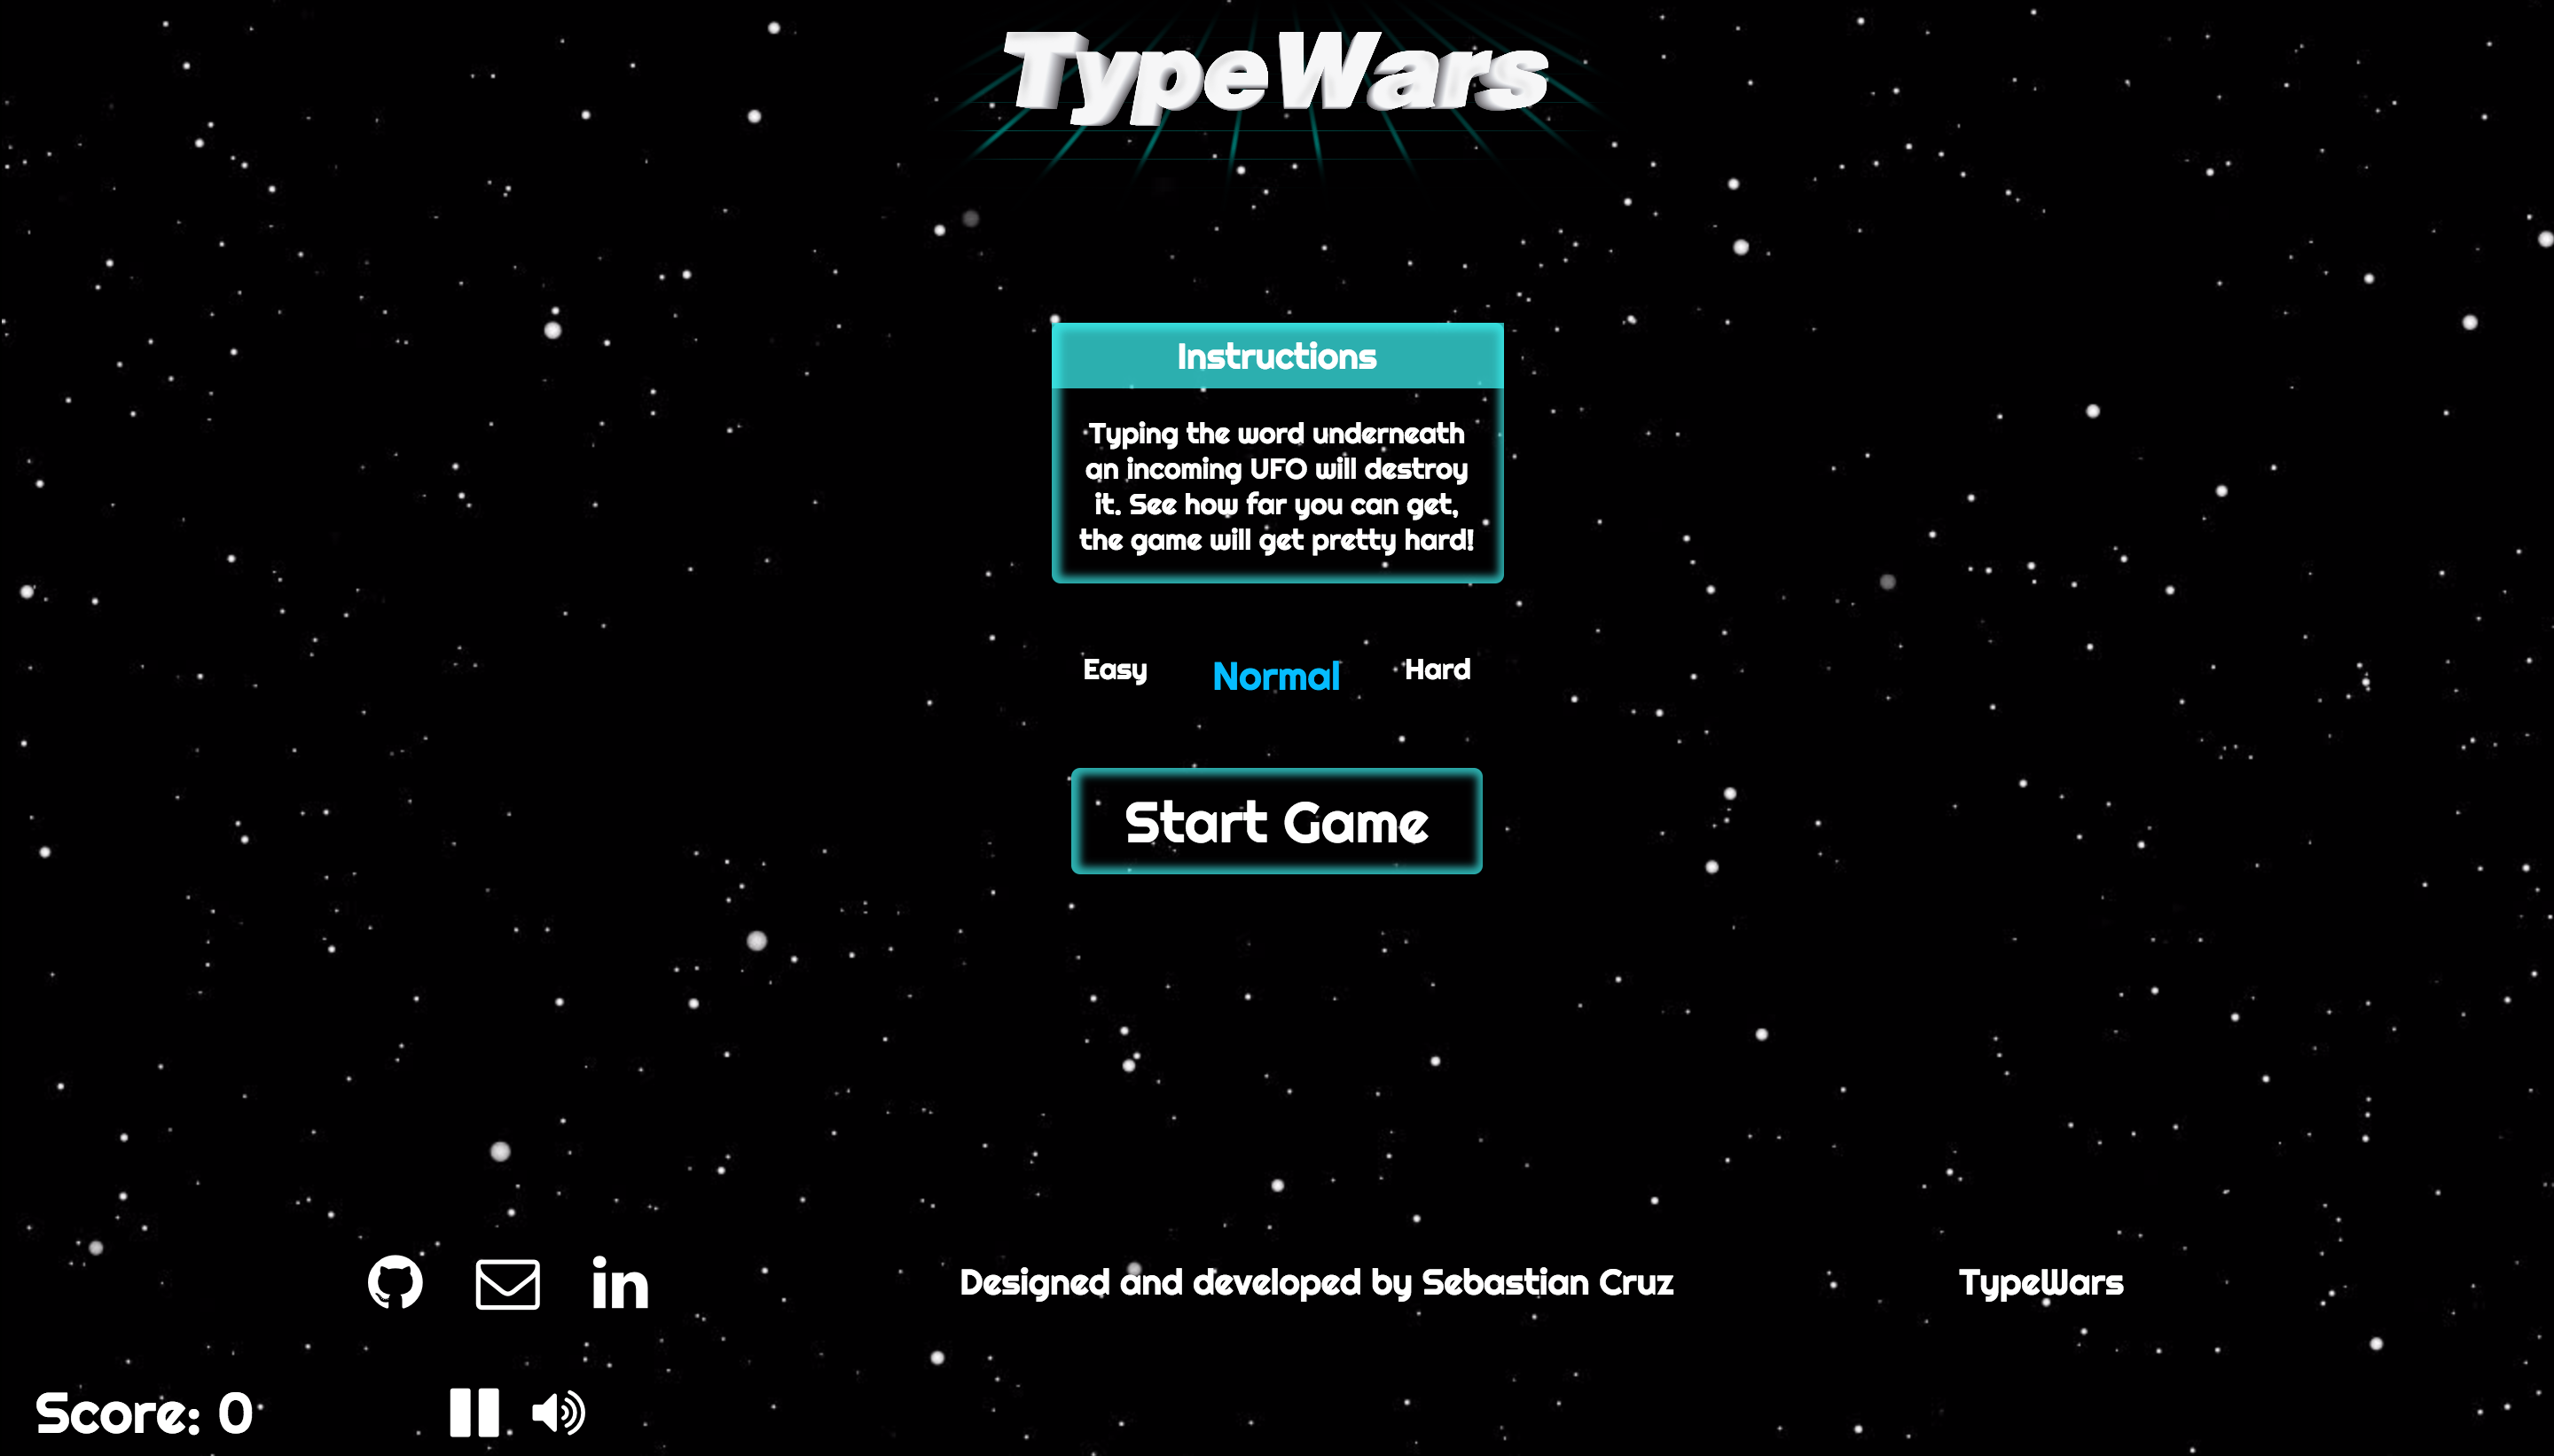 TypeWars
Instructions
Typing the word underneath
an incoming UFO will destroy
it. See how far you can get,
the game will get pretty hard!
Easy Normal Hard
Start Game
in Designed and developed by Sebastian Cruz TypeWars
Score: 0